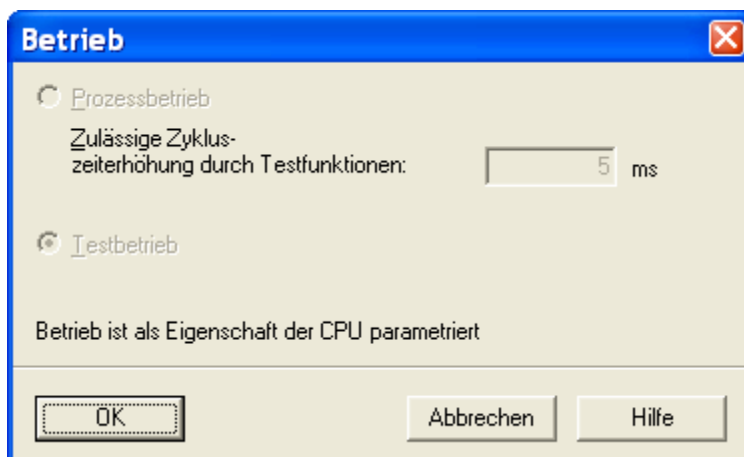 Betrieb
Prozessbetrieb
Zulässige Zyklus-
zeiterhöhung durch Testfunktionen:
5 ms
Testbetrieb
Betrieb ist als Eigenschaft der CPU parametriert
OK
Abbrechen
Hilfe